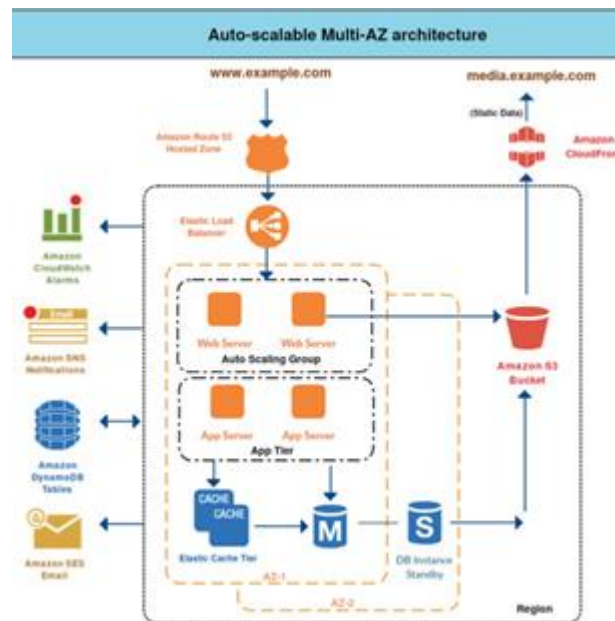 Auto-scalable Multi-AZ architecture
www.example.com
media.example.com
(Static Data)
Amazon Route 53
Hosted Zone
Amazon
CloudFron
Elastic Load
Balancer
Amazon
CloudWatch
Alarms
Web Server
Web Server
Auto Scaling Group
Email
Amazon SNS
Notifications
Amazon S3
Bucket
App Server
App Server
App Tier
Amazon
DynamoDB
Tables
CACHE
CACHE
Elastic Cache Tier
M
S
DB Instance
Standby
&
Amazon SES
Email
AZ-1
AZ-2
Region